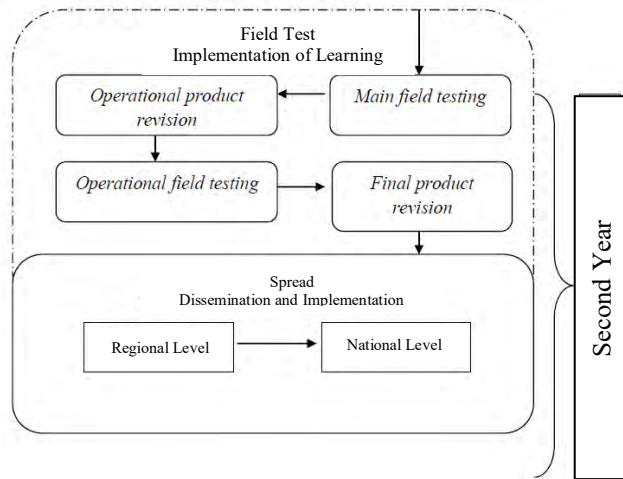 Field Test
Implementation of Learning
Operational product
revision
Main field testing
Operational field testing
Final product
revision
Spread
Dissemination and Implementation
Regional Level
National Level
Second Year